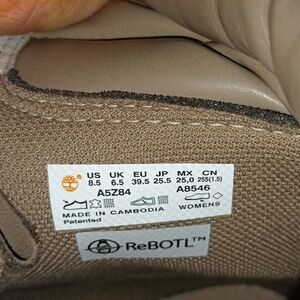 US UK EU JP MX CN
8.5 6.5 39.5 25.5 25,0 255(1.5)
A5Z84 A8546
MADE IN CAMBODIA WOMENS
Patented
ReBOTL™